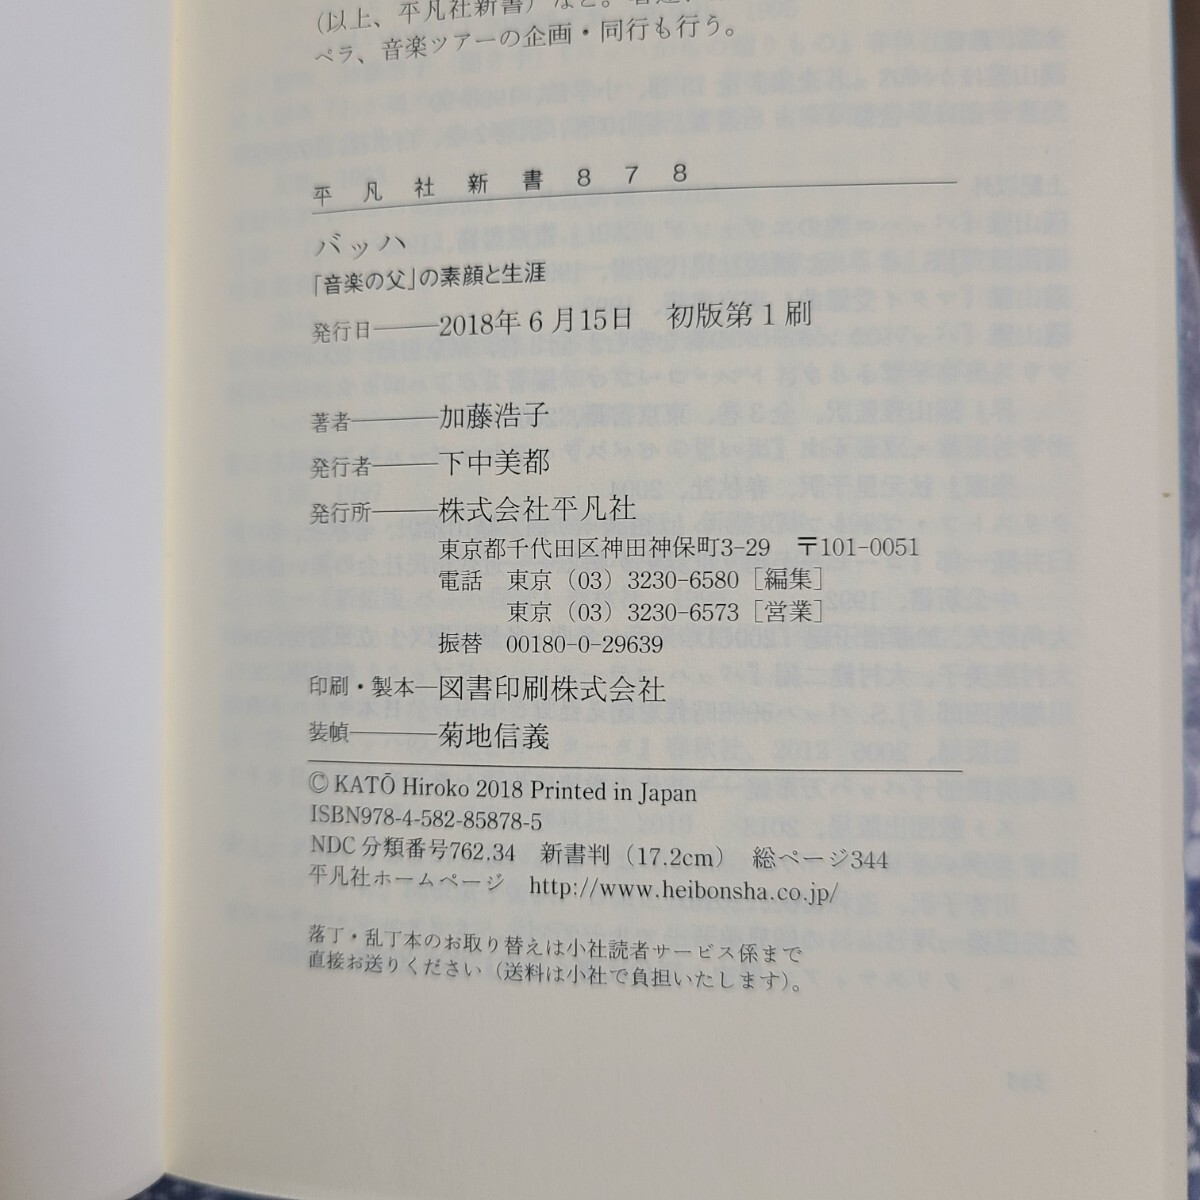 (以上、平凡社新書)など。
ペラ、音楽ツアーの企画・同行も行う。
平凡社新書878
バッハ
「音楽の父」の素顔と生涯
発行日――2018年6月15日 初版第1刷
著者――加藤浩子
発行者――下中美都
発行所――株式会社平凡社
東京都千代田区神田神保町3-29 〒101-0051
電話 東京(03)3230-6580[編集]
東京(03)3230-6573[営業]
振替 00180-0-29639
印刷・製本―図書印刷株式会社
装幀――菊地信義
© KATŌ Hiroko 2018 Printed in Japan
ISBN978-4-582-85878-5
NDC分類番号762.34 新書判(17.2cm) 総ページ344
平凡社ホームページ http://www.heibonsha.co.jp/
落丁・乱丁本のお取り替えは小社読者サービス係まで
直接お送りください(送料は小社で負担いたします)。